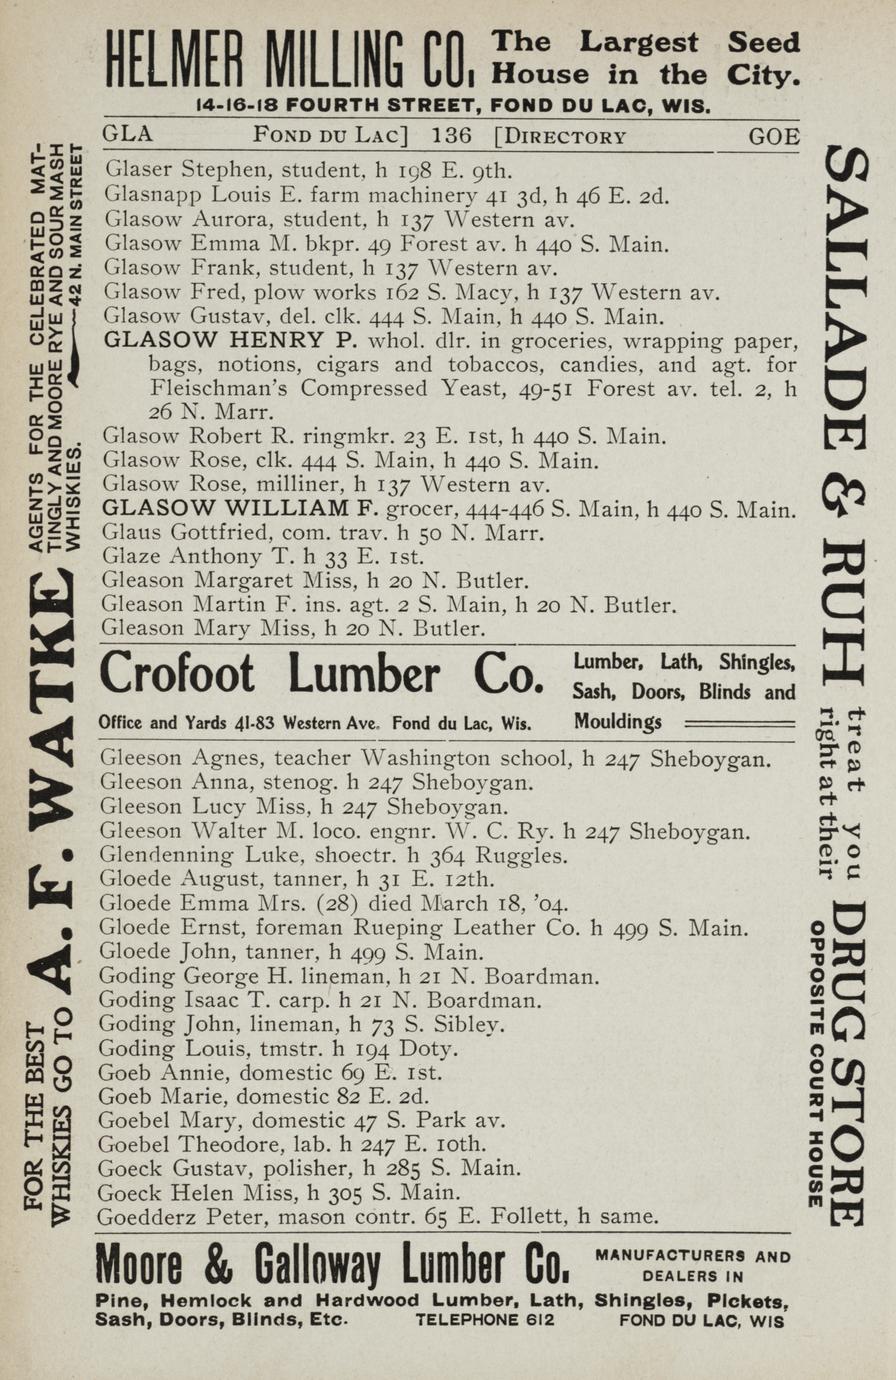 HELMER MILLING CO. The Largest Seed
House in the City.
14-16-18 FOURTH STREET, FOND DU LAC, WIS.
GLA FOND DU LAC] 136 [DIRECTORY GOE
Glaser Stephen, student, h 198 E. 9th.
Glasnapp Louis E. farm machinery 41 3d, h 46 E. 2d.
Glasow Aurora, student, h 137 Western av.
Glasow Emma M. bkpr. 49 Forest av. h 440 S. Main.
Glasow Frank, student, h 137 Western av.
Glasow Fred, plow works 162 S. Macy, h 137 Western av.
Glasow Gustav, del. clk. 444 S. Main, h 440 S. Main.
GLASOW HENRY P. whol. dlr. in groceries, wrapping paper,
bags, notions, cigars and tobaccos, candies, and agt. for
Fleischman's Compressed Yeast, 49-51 Forest av. tel. 2, h
26 N. Marr.
Glasow Robert R. ringmkr. 23 E. 1st, h 440 S. Main.
Glasow Rose, clk. 444 S. Main, h 440 S. Main.
Glasow Rose, milliner, h 137 Western av.
GLASOW WILLIAM F. grocer, 444-446 S. Main, h 440 S. Main.
Glaus Gottfried, com. trav. h 50 N. Marr.
Glaze Anthony T. h 33 E. 1st.
Gleason Margaret Miss, h 20 N. Butler.
Gleason Martin F. ins. agt. 2 S. Main, h 20 N. Butler.
Gleason Mary Miss, h 20 N. Butler.
Crofoot Lumber Co. Lumber, Lath, Shingles,
Sash, Doors, Blinds and
Office and Yards 41-83 Western Ave. Fond du Lac, Wis. Mouldings
Gleeson Agnes, teacher Washington school, h 247 Sheboygan.
Gleeson Anna, stenog. h 247 Sheboygan.
Gleeson Lucy Miss, h 247 Sheboygan.
Gleeson Walter M. loco. engnr. W. C. Ry. h 247 Sheboygan.
Glendenning Luke, shoectr. h 364 Ruggles.
Gloede August, tanner, h 31 E. 12th.
Gloede Emma Mrs. (28) died March 18, '04.
Gloede Ernst, foreman Rueping Leather Co. h 499 S. Main.
Gloede John, tanner, h 499 S. Main.
Goding George H. lineman, h 21 N. Boardman.
Goding Isaac T. carp. h 21 N. Boardman.
Goding John, lineman, h 73 S. Sibley.
Goding Louis, tmstr. h 194 Doty.
Goeb Annie, domestic 69 E. 1st.
Goeb Marie, domestic 82 E. 2d.
Goebel Mary, domestic 47 S. Park av.
Goebel Theodore, lab. h 247 E. 10th.
Goeck Gustav, polisher, h 285 S. Main.
Goeck Helen Miss, h 305 S. Main.
Goedderz Peter, mason contr. 65 E. Follett, h same.
Moore & Galloway Lumber Co. MANUFACTURERS AND
DEALERS IN
Pine, Hemlock and Hardwood Lumber, Lath, Shingles, Pickets,
Sash, Doors, Blinds, Etc. TELEPHONE 612 FOND DU LAC, WIS
FOR THE BEST
WHISKIES GO TO A. F. WATKE
AGENTS FOR THE CELEBRATED MAT-
TINGLY AND MOORE RYE AND SOUR MASH
WHISKIES. 42 N. MAIN STREET
SALLADE & RUH treat you
right at their DRUG STORE
OPPOSITE COURT HOUSE